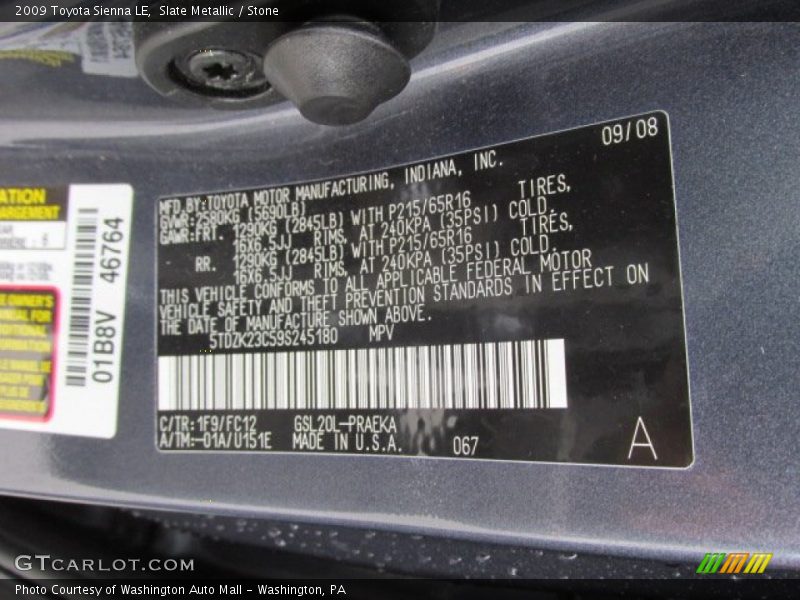 2009 Toyota Sienna LE, Slate Metallic / Stone
09/08
MFD.BY:TOYOTA MOTOR MANUFACTURING, INDIANA, INC.
GVWR:2580KG (5690LB)
GAWR:FRT. 1290KG (2845LB) WITH P215/65R16 TIRES,
16X6.5JJ RIMS, AT 240KPA (35PSI) COLD.
RR. 1290KG (2845LB) WITH P215/65R16 TIRES,
16X6.5JJ RIMS, AT 240KPA (35PSI) COLD.
THIS VEHICLE CONFORMS TO ALL APPLICABLE FEDERAL MOTOR
VEHICLE SAFETY AND THEFT PREVENTION STANDARDS IN EFFECT ON
THE DATE OF MANUFACTURE SHOWN ABOVE.
5TDZK23C59S245180 MPV
C/TR:1F9/FC12 GSL20L-PRAEKA
A/TM:-01A/U151E MADE IN U.S.A. 067
A
01B8V 46764
GTCARLOT.COM
Photo Courtesy of Washington Auto Mall - Washington, PA